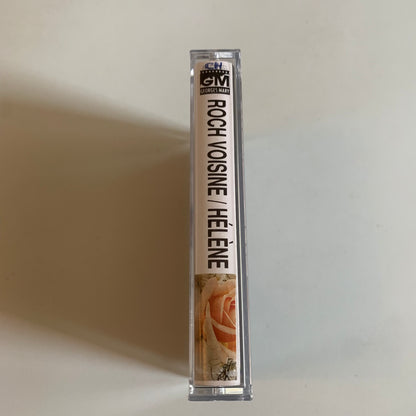 GM
GEORGES MARY
ROCH VOISINE / HÉLÈNE